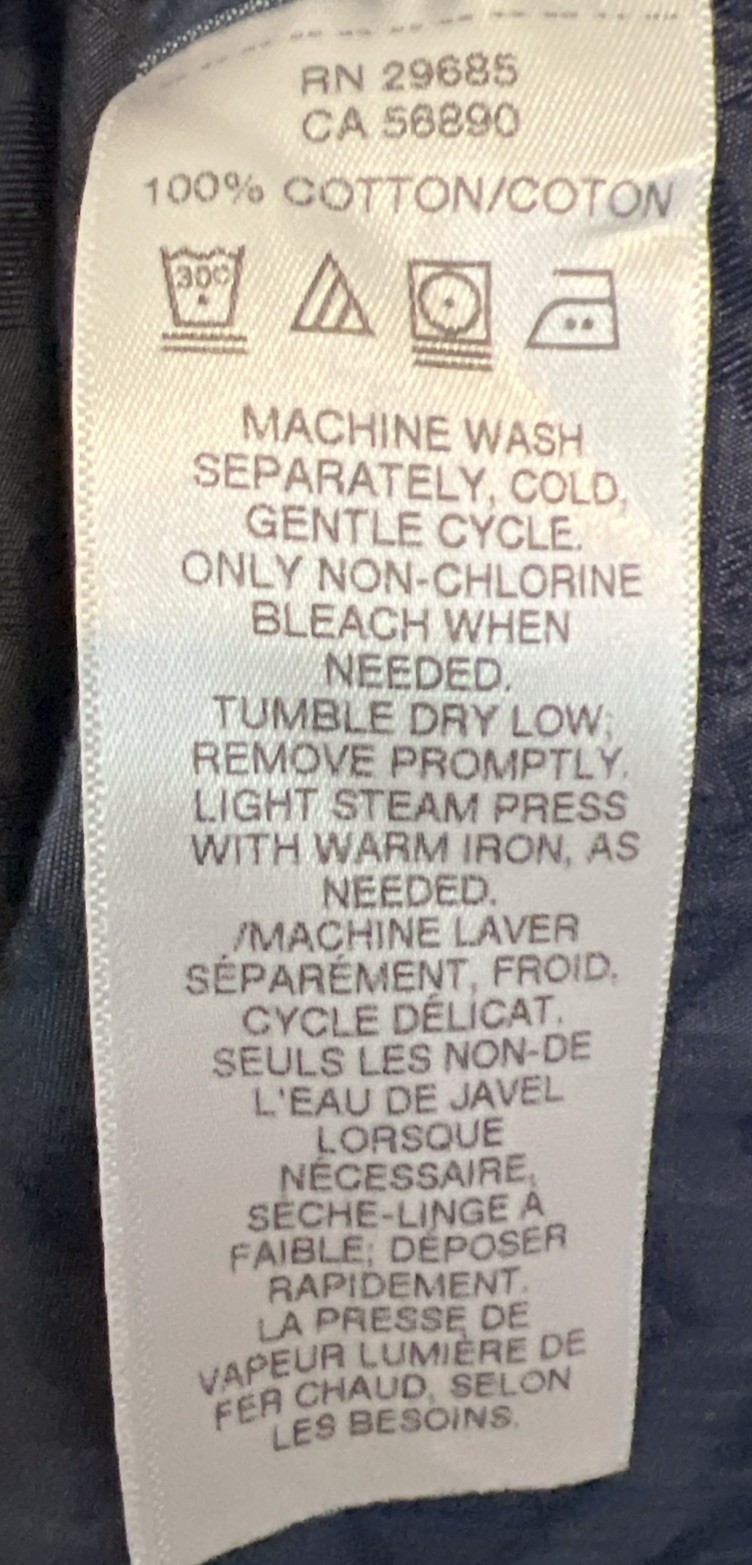 RN 29685
CA 56890
100% COTTON/COTON
30C
MACHINE WASH
SEPARATELY, COLD,
GENTLE CYCLE.
ONLY NON-CHLORINE
BLEACH WHEN
NEEDED.
TUMBLE DRY LOW;
REMOVE PROMPTLY.
LIGHT STEAM PRESS
WITH WARM IRON, AS
NEEDED.
/MACHINE LAVER
SÉPARÉMENT, FROID,
CYCLE DÉLICAT.
SEULS LES NON-DE
L'EAU DE JAVEL
LORSQUE
NÉCESSAIRE,
SÈCHE-LINGE À
FAIBLE; DÉPOSER
RAPIDEMENT.
LA PRESSE DE
VAPEUR LUMIÈRE DE
FER CHAUD, SELON
LES BESOINS.